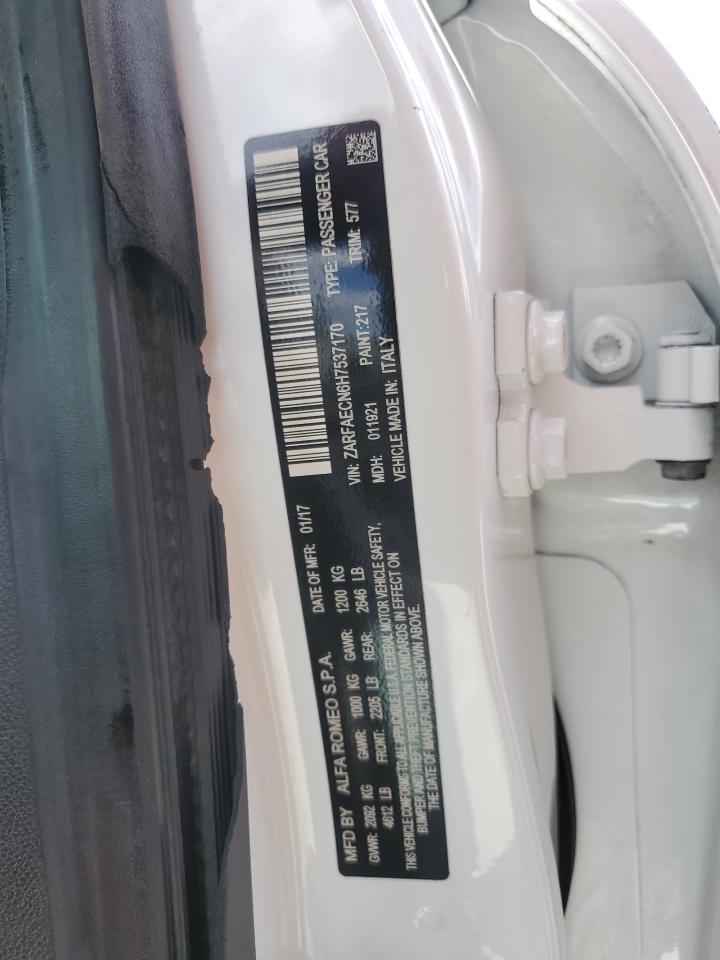 MFD BY ALFA ROMEO S.P.A. DATE OF MFR: 01/17
GVWR: 2092 KG GAWR: 1000 KG GAWR: 1200 KG
4612 LB FRONT: 2205 LB REAR: 2646 LB
THIS VEHICLE CONFORMS TO ALL APPLICABLE U.S.A. FEDERAL MOTOR VEHICLE SAFETY,
BUMPER AND THEFT PREVENTION STANDARDS IN EFFECT ON
THE DATE OF MANUFACTURE SHOWN ABOVE.
VIN: ZARFAECN6H7537170 TYPE: PASSENGER CAR
MDH: 011921 PAINT:217 TRIM: 577
VEHICLE MADE IN: ITALY